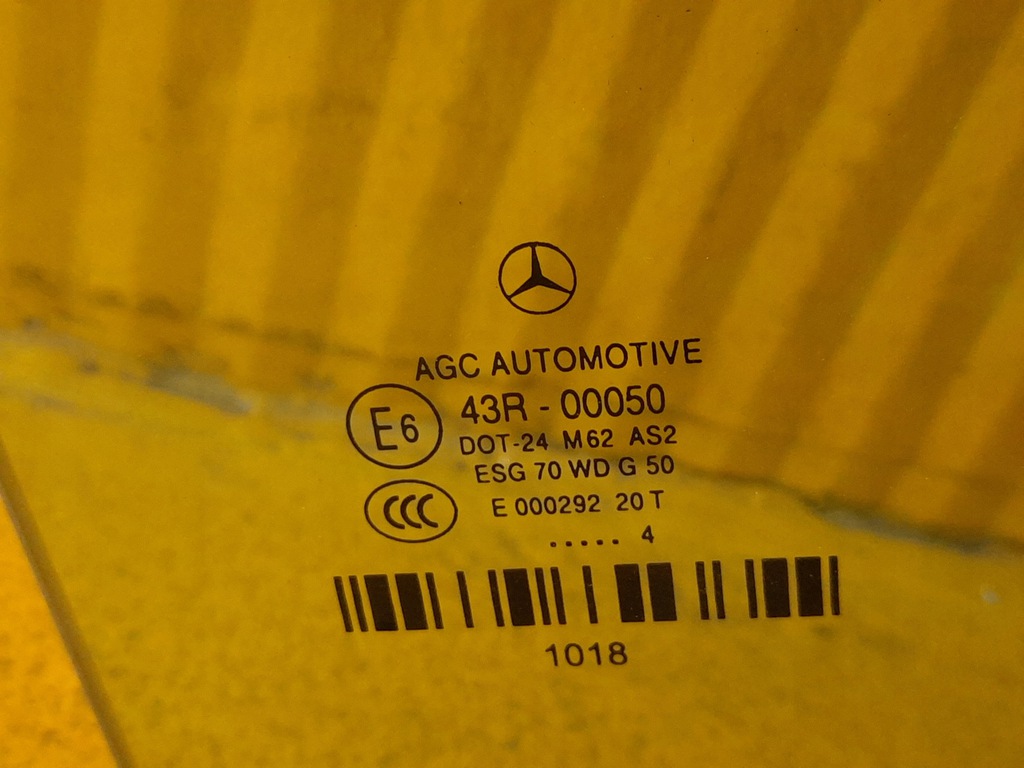 AGC AUTOMOTIVE
E6 43R - 00050
DOT-24 M62 AS2
ESG 70 WD G 50
CCC E 000292 20 T
..... 4
1018